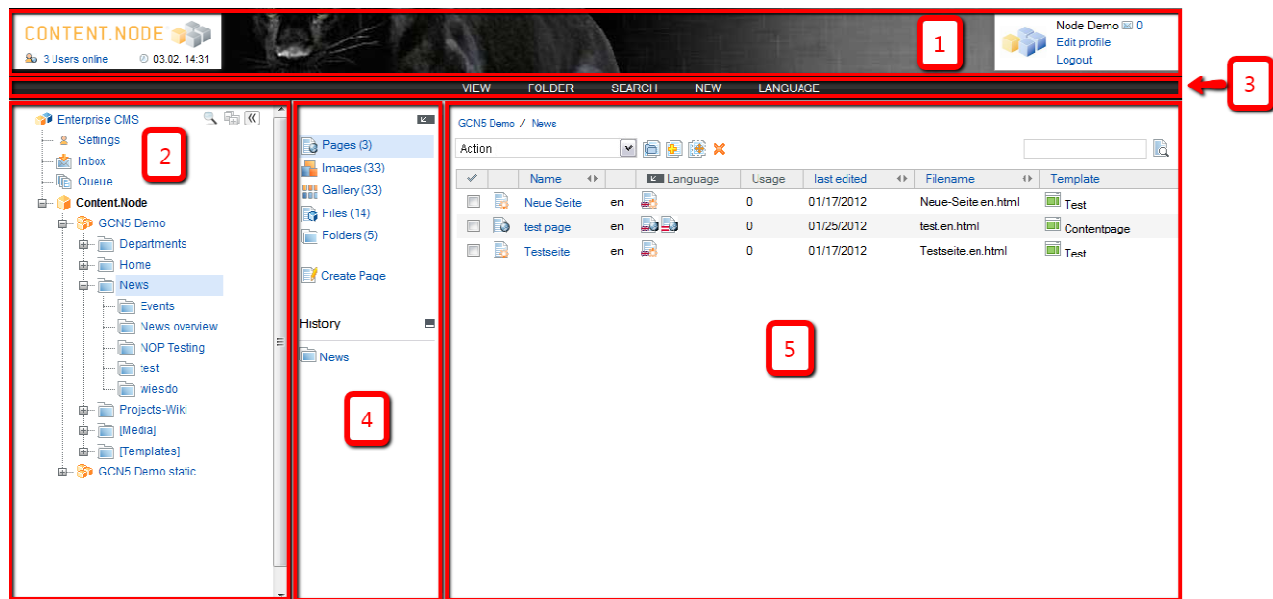 CONTENT.NODE
3 Users online 03.02. 14:31
1
Node Demo 0
Edit profile
Logout
VIEW FOLDER SEARCH NEW LANGUAGE
3
Enterprise CMS
Settings
Inbox
Queue
2
Content.Node
GCN5 Demo
Departments
Home
News
Events
News overview
NOP Testing
test
wiesdo
Projects-Wiki
[Media]
[Templates]
GCN5 Demo static
Pages (3)
Images (33)
Gallery (33)
Files (14)
Folders (5)
Create Page
History
News
4
GCN5 Demo / News
Action
Name Language Usage last edited Filename Template
Neue Seite en 0 01/17/2012 Neue-Seite.en.html Test
test page en 0 01/25/2012 test.en.html Contentpage
Testseite en 0 01/17/2012 Testseite.en.html Test
5